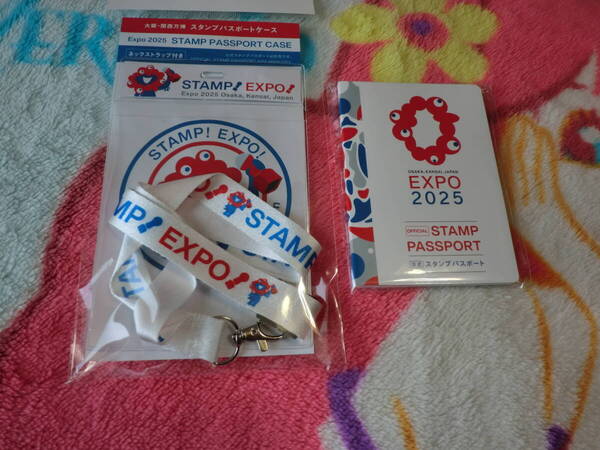 大阪・関西万博 スタンプパスポートケース
Expo 2025 STAMP PASSPORT CASE
ネックストラップ付き
STAMP! EXPO!
Expo 2025 Osaka, Kansai, Japan
STAMP! EXPO!
STAMP
MP! EXPO!
OSAKA, KANSAI, JAPAN
EXPO
2025
OFFICIAL STAMP
PASSPORT
公式 スタンプパスポート